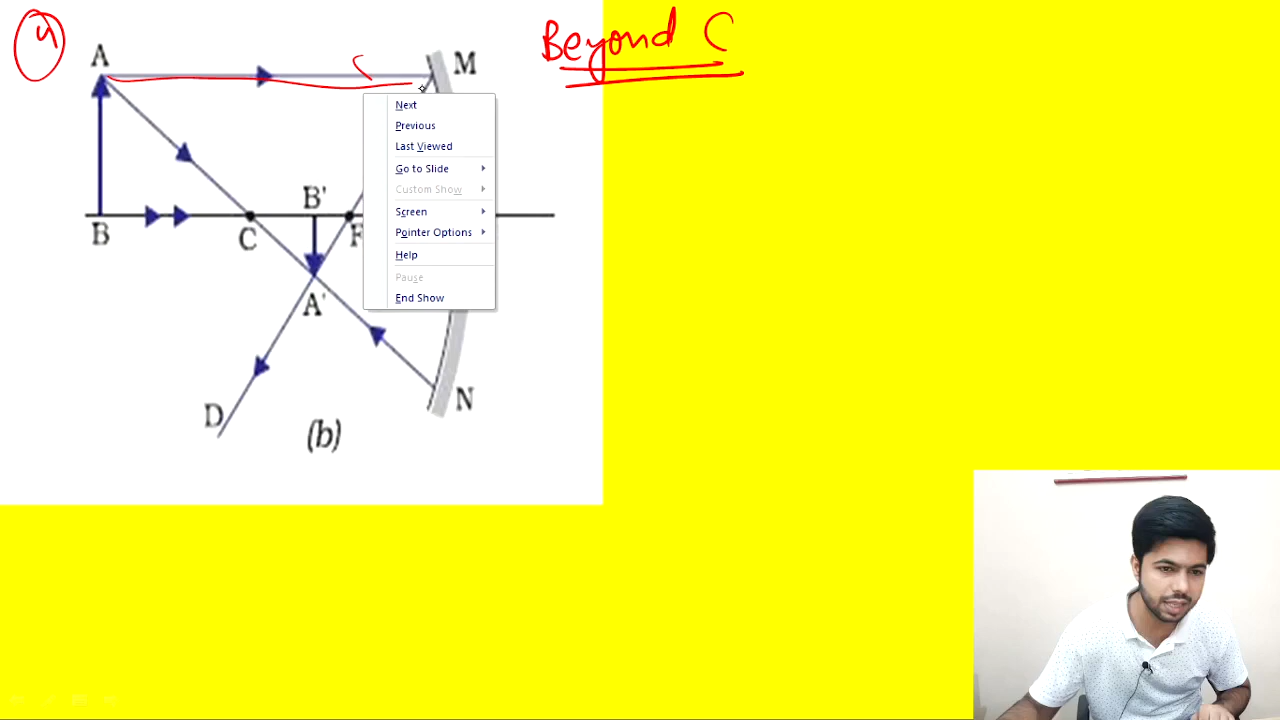 4
Beyond C
A
M
Next
Previous
Last Viewed
Go to Slide
Custom Show
Screen
Pointer Options
Help
Pause
End Show
B'
B
C
F
A'
D
N
(b)